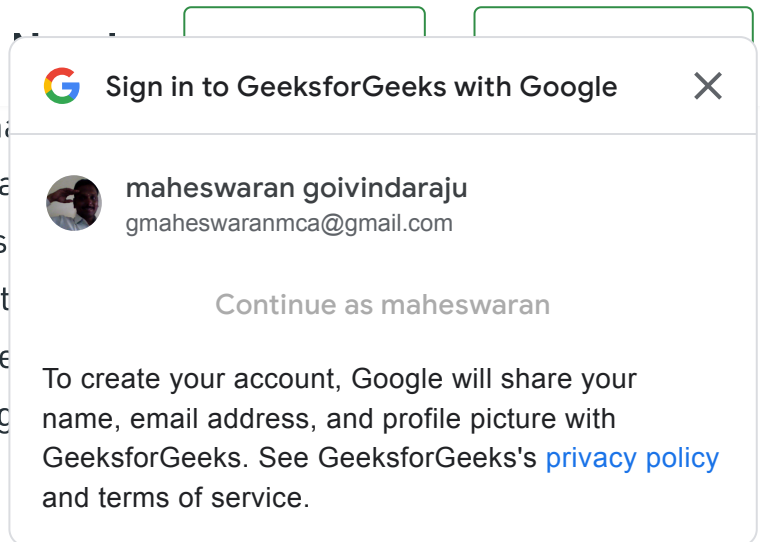 Sign in to GeeksforGeeks with Google
maheswaran goivindaraju
gmaheswaranmca@gmail.com
Continue as maheswaran
To create your account, Google will share your
name, email address, and profile picture with
GeeksforGeeks. See GeeksforGeeks's privacy policy
and terms of service.